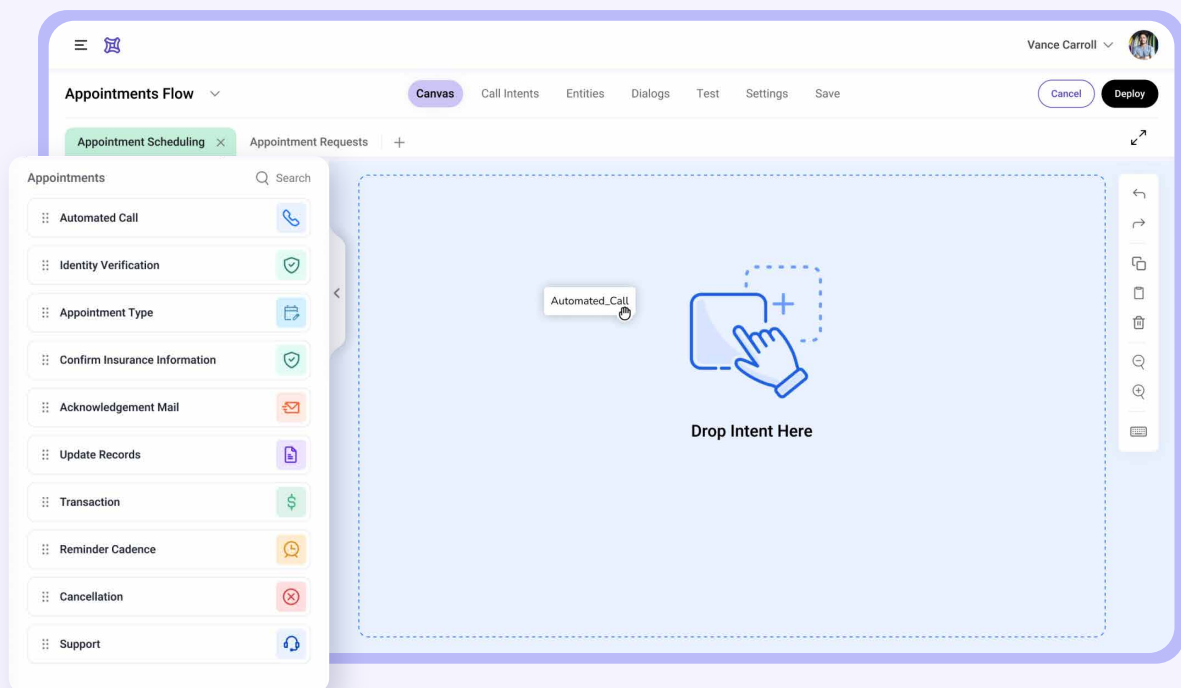 Vance Carroll
Appointments Flow
Canvas Call Intents Entities Dialogs Test Settings Save
Cancel Deploy
Appointment Scheduling Appointment Requests
Appointments Search
Automated Call
Identity Verification
Appointment Type
Confirm Insurance Information
Acknowledgement Mail
Update Records
Transaction
Reminder Cadence
Cancellation
Support
Automated_Call
Drop Intent Here